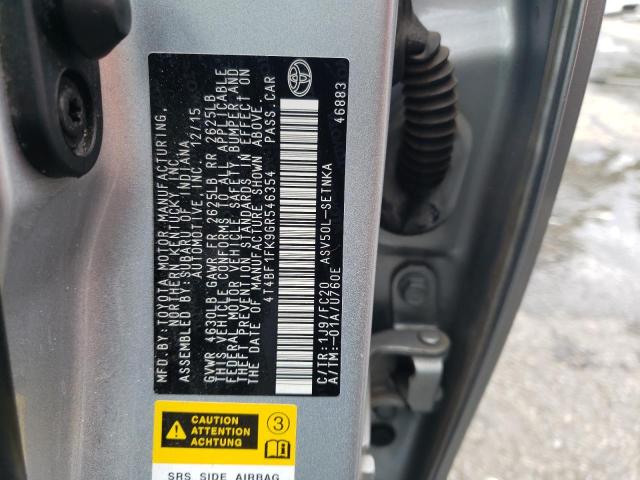 MFD.BY:TOYOTA MOTOR MANUFACTURING,
NORTHERN KENTUCKY, INC.
ASSEMBLED BY:SUBARU OF INDIANA
AUTOMOTIVE, INC. 12/15
GVWR 4630LB GAWR FR 2625LB RR 2625LB
THIS VEHICLE CONFORMS TO ALL APPLICABLE
FEDERAL MOTOR VEHICLE SAFETY, BUMPER, AND
THEFT PREVENTION STANDARDS IN EFFECT ON
THE DATE OF MANUFACTURE SHOWN ABOVE.
4T4BF1FK9GR546354 PASS.CAR
C/TR:1J9/FC20 ASV50L-SETNKA
A/TM:-01A/U760E
46883
CAUTION
ATTENTION
ACHTUNG
3
SRS SIDE AIRBAG